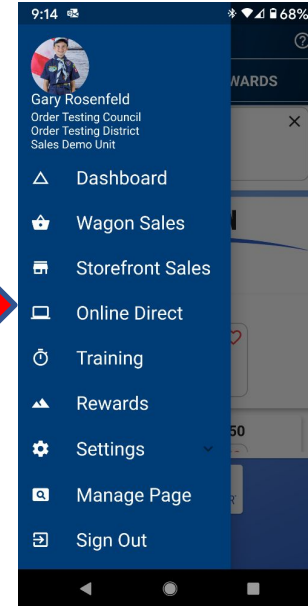 9:14
68%
WARDS
Gary Rosenfeld
Order Testing Council
Order Testing District
Sales Demo Unit
Dashboard
Wagon Sales
Storefront Sales
Online Direct
Training
Rewards
50
Settings
Manage Page
Sign Out